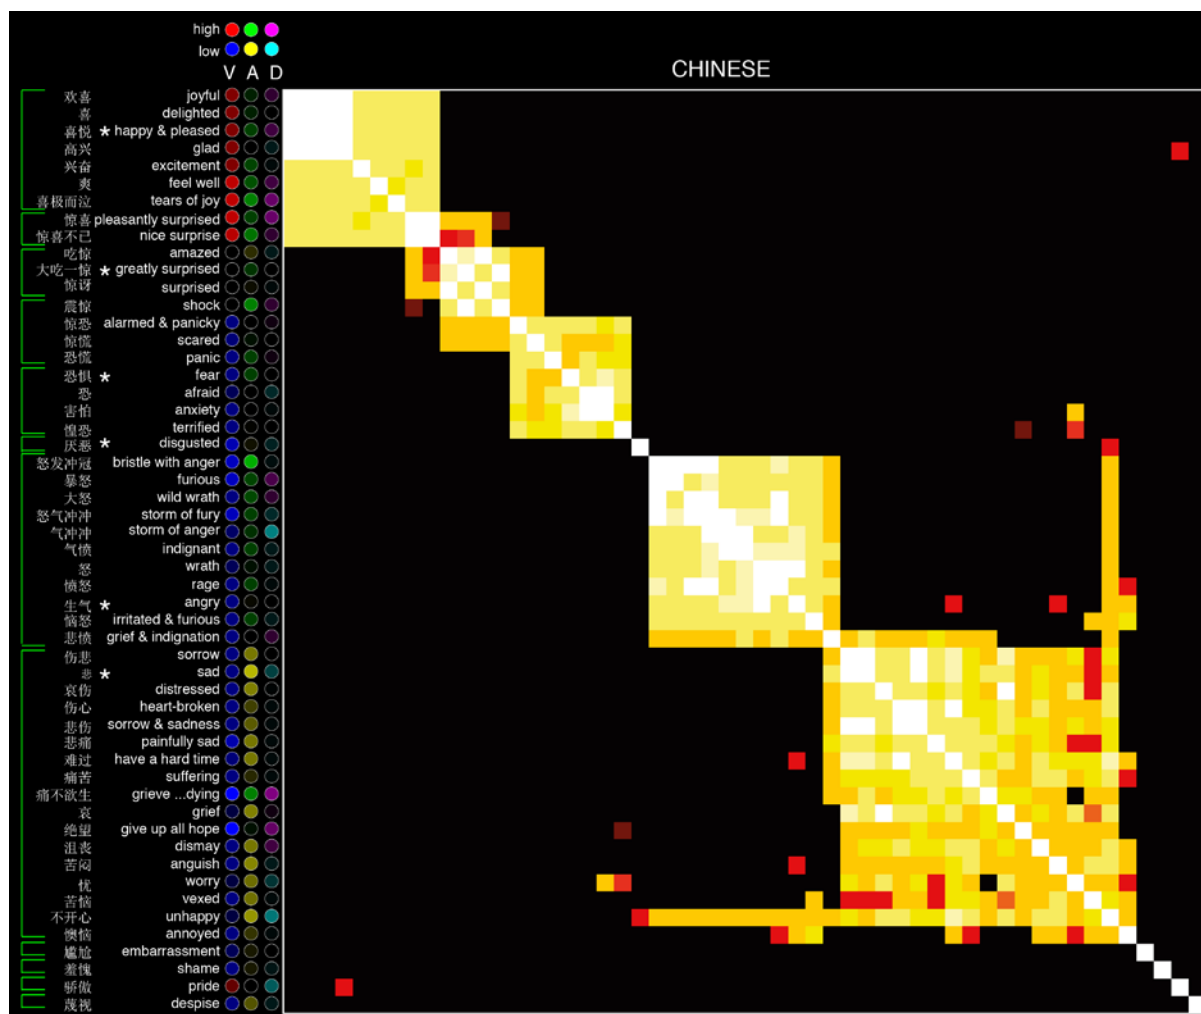 high
low
V A D
CHINESE
欢喜 joyful
喜 delighted
喜悦 * happy & pleased
高兴 glad
兴奋 excitement
爽 feel well
喜极而泣 tears of joy
惊喜 pleasantly surprised
惊喜不已 nice surprise
吃惊 amazed
大吃一惊 * greatly surprised
惊讶 surprised
震惊 shock
惊恐 alarmed & panicky
惊慌 scared
恐慌 panic
恐惧 * fear
恐 afraid
害怕 anxiety
惶恐 terrified
厌恶 * disgusted
怒发冲冠 bristle with anger
暴怒 furious
大怒 wild wrath
怒气冲冲 storm of fury
气冲冲 storm of anger
气愤 indignant
怒 wrath
愤怒 rage
生气 * angry
恼怒 irritated & furious
悲愤 grief & indignation
伤悲 sorrow
悲 * sad
哀伤 distressed
伤心 heart-broken
悲伤 sorrow & sadness
悲痛 painfully sad
难过 have a hard time
痛苦 suffering
痛不欲生 grieve ...dying
哀 grief
绝望 give up all hope
沮丧 dismay
苦闷 anguish
忧 worry
苦恼 vexed
不开心 unhappy
懊恼 annoyed
尴尬 embarrassment
羞愧 shame
骄傲 pride
蔑视 despise